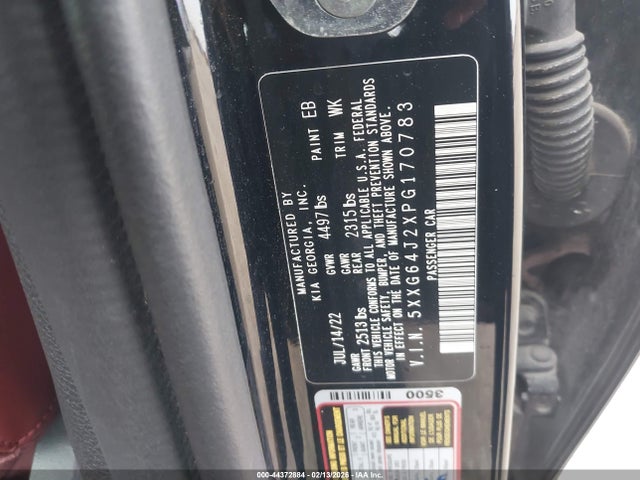 MANUFACTURED BY
KIA GEORGIA, INC.
PAINT EB
JUL/14/22
GVWR 4497lbs
TRIM WK
GAWR FRONT 2513lbs
GAWR REAR 2315lbs
THIS VEHICLE CONFORMS TO ALL APPLICABLE U.S.A. FEDERAL
MOTOR VEHICLE SAFETY, BUMPER, AND THEFT PREVENTION STANDARDS
IN EFFECT ON THE DATE OF MANUFACTURE SHOWN ABOVE.
V.I.N. 5XXG64J2XPG170783
PASSENGER CAR
3500
000-44372884 - 02/13/2026 - © IAA Holdings, LLC